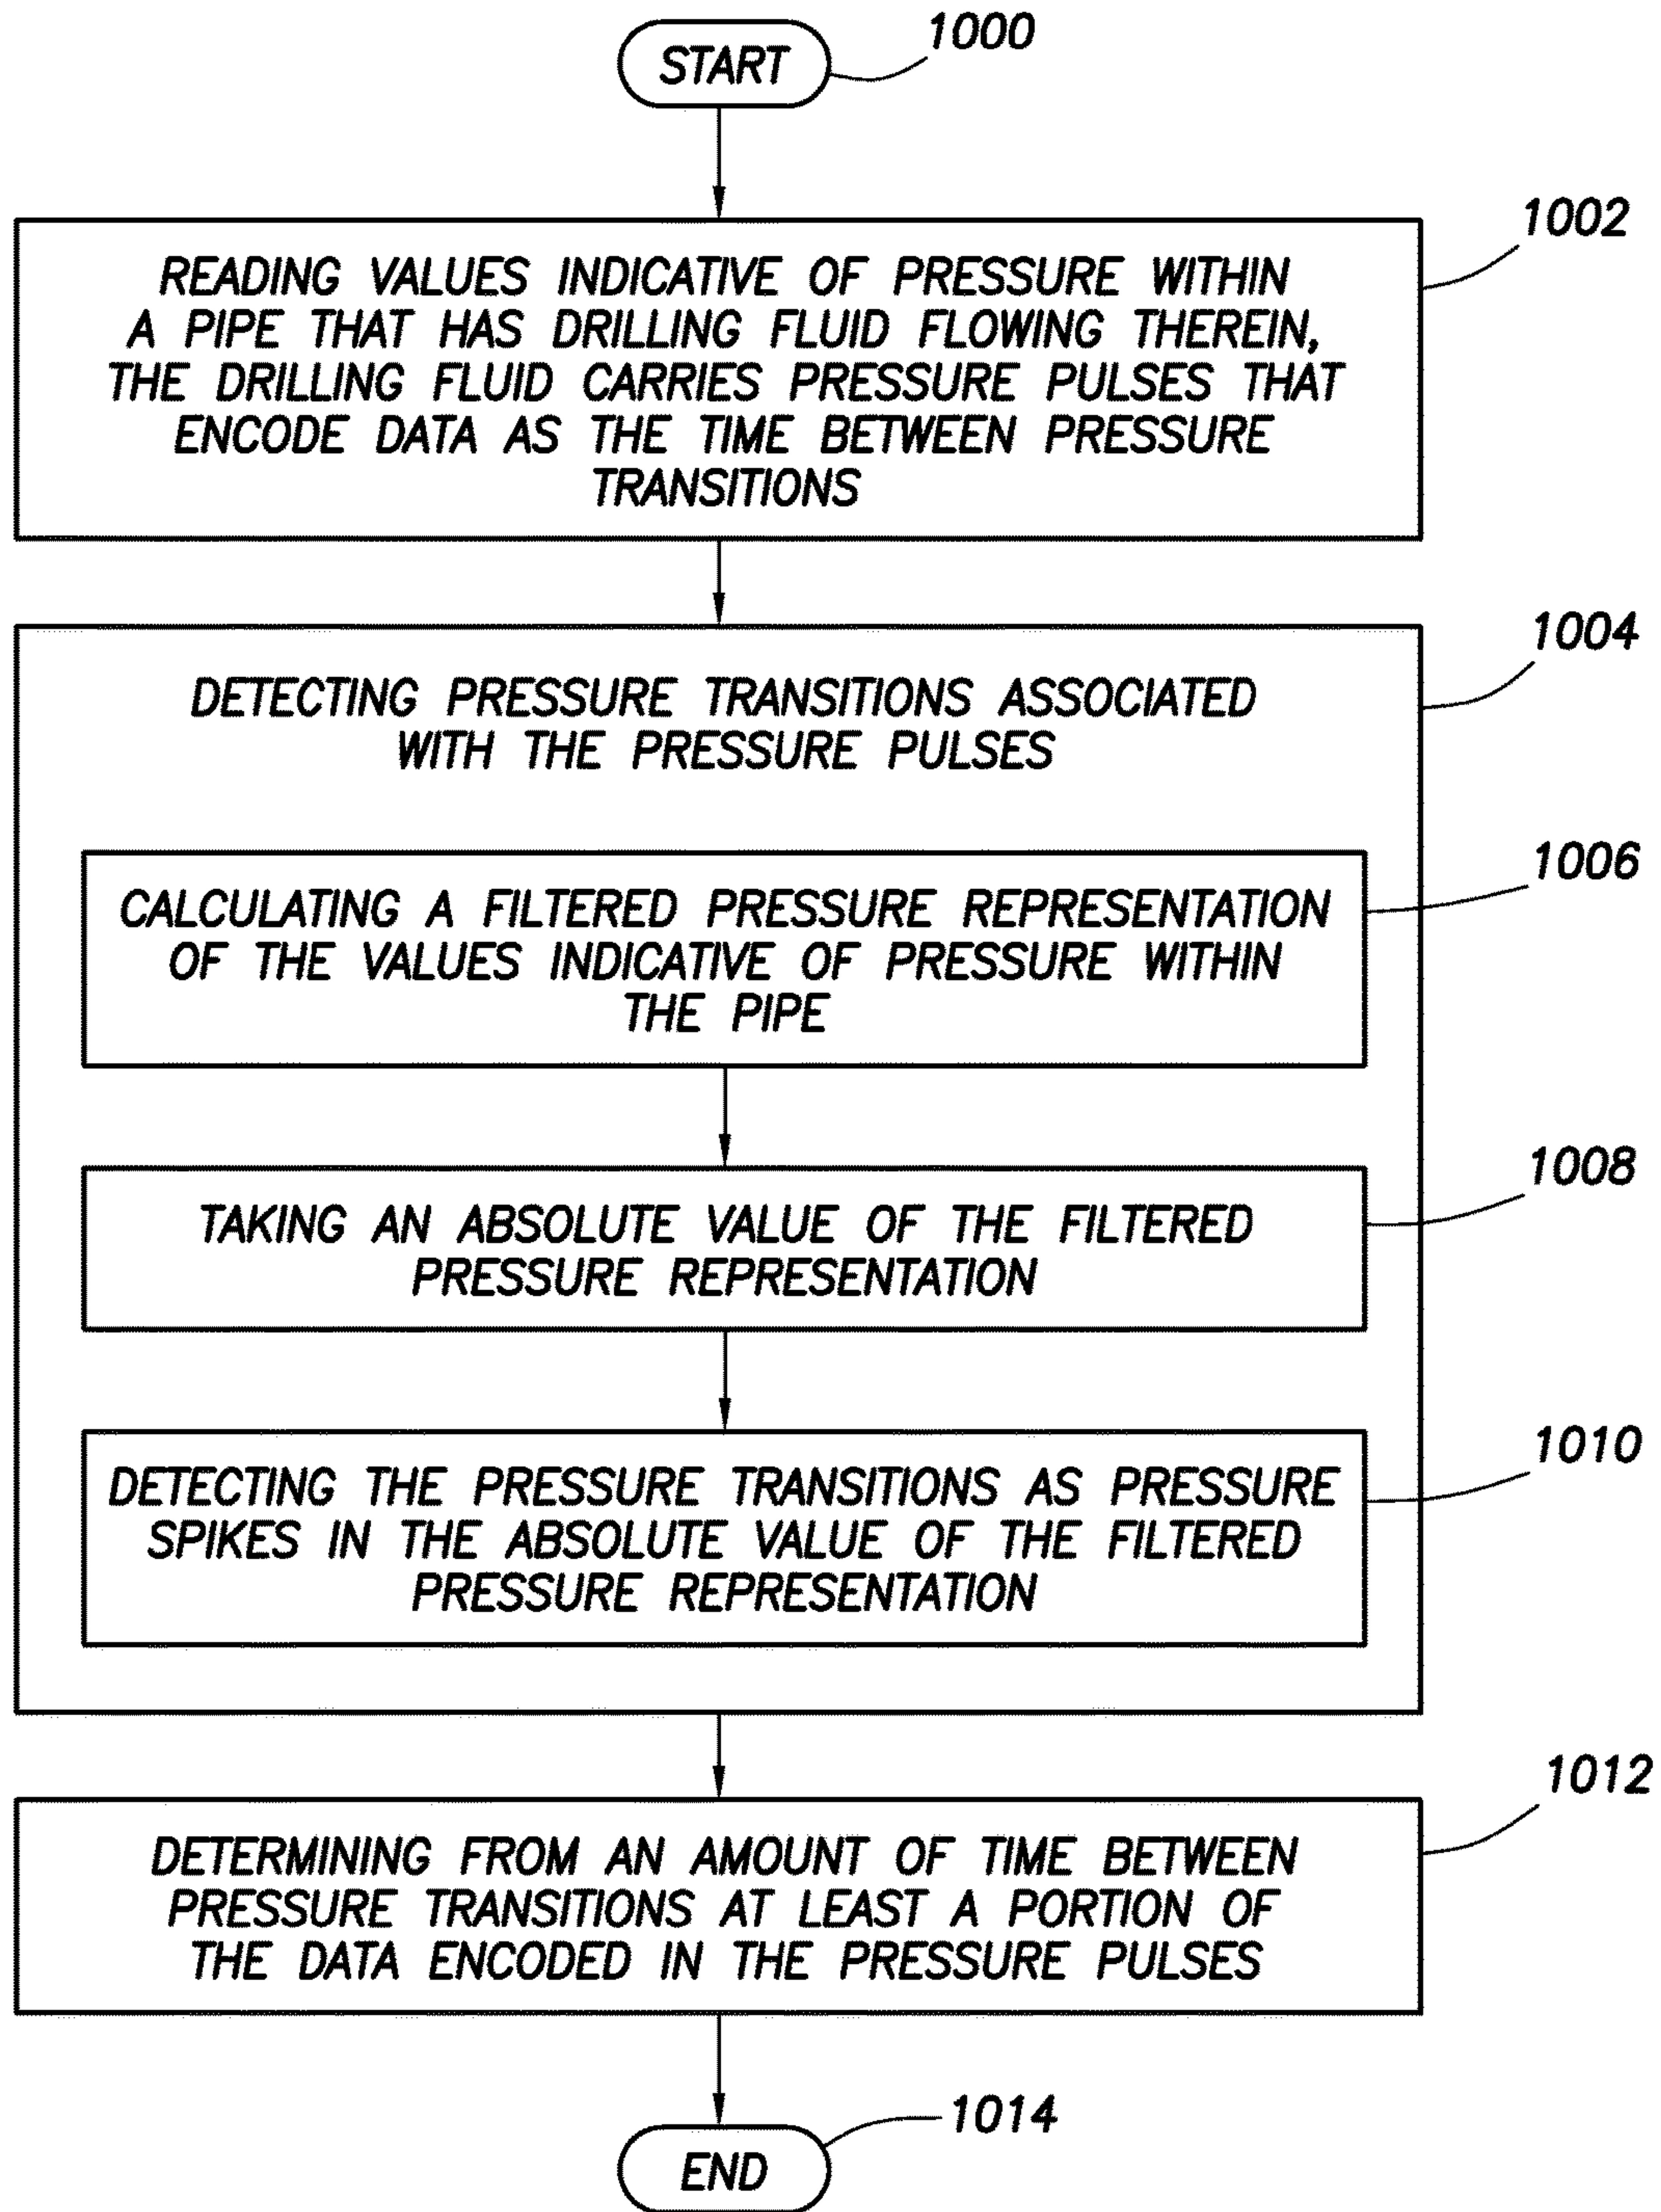 START
1000
1002
READING VALUES INDICATIVE OF PRESSURE WITHIN
A PIPE THAT HAS DRILLING FLUID FLOWING THEREIN,
THE DRILLING FLUID CARRIES PRESSURE PULSES THAT
ENCODE DATA AS THE TIME BETWEEN PRESSURE
TRANSITIONS
1004
DETECTING PRESSURE TRANSITIONS ASSOCIATED
WITH THE PRESSURE PULSES
1006
CALCULATING A FILTERED PRESSURE REPRESENTATION
OF THE VALUES INDICATIVE OF PRESSURE WITHIN
THE PIPE
1008
TAKING AN ABSOLUTE VALUE OF THE FILTERED
PRESSURE REPRESENTATION
1010
DETECTING THE PRESSURE TRANSITIONS AS PRESSURE
SPIKES IN THE ABSOLUTE VALUE OF THE FILTERED
PRESSURE REPRESENTATION
1012
DETERMINING FROM AN AMOUNT OF TIME BETWEEN
PRESSURE TRANSITIONS AT LEAST A PORTION OF
THE DATA ENCODED IN THE PRESSURE PULSES
1014
END